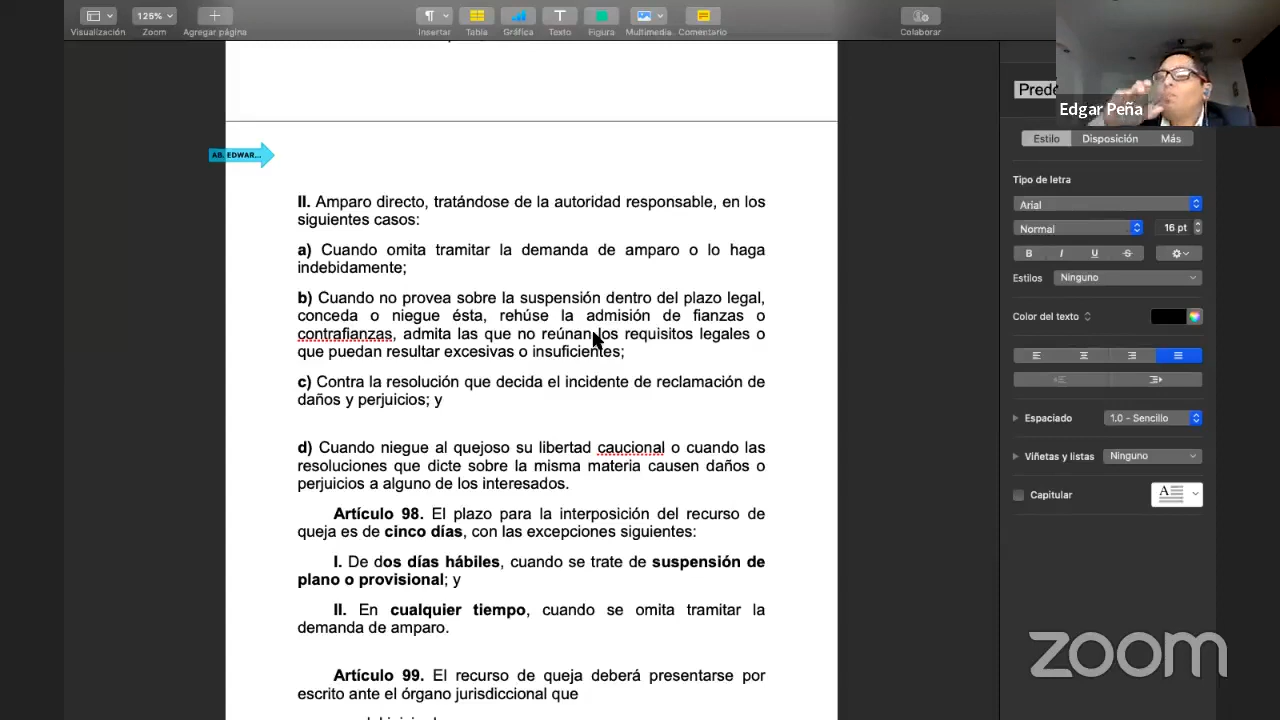 125%
Visualización
Zoom
Agregar página
Insertar
Tabla
Gráfica
Texto
Figura
Multimedia
Comentario
Colaborar
Edgar Peña
AB. EDWAR...
II. Amparo directo, tratándose de la autoridad responsable, en los
siguientes casos:
a) Cuando omita tramitar la demanda de amparo o lo haga
indebidamente;
b) Cuando no provea sobre la suspensión dentro del plazo legal,
conceda o niegue ésta, rehúse la admisión de fianzas o
contrafianzas, admita las que no reúnan los requisitos legales o
que puedan resultar excesivas o insuficientes;
c) Contra la resolución que decida el incidente de reclamación de
daños y perjuicios; y
d) Cuando niegue al quejoso su libertad caucional o cuando las
resoluciones que dicte sobre la misma materia causen daños o
perjuicios a alguno de los interesados.
Artículo 98. El plazo para la interposición del recurso de
queja es de cinco días, con las excepciones siguientes:
I. De dos días hábiles, cuando se trate de suspensión de
plano o provisional; y
II. En cualquier tiempo, cuando se omita tramitar la
demanda de amparo.
Artículo 99. El recurso de queja deberá presentarse por
escrito ante el órgano jurisdiccional que
Estilo
Disposición
Más
Tipo de letra
Arial
Normal
16 pt
B I U S
Estilos
Ninguno
Color del texto
Espaciado
1.0 - Sencillo
Viñetas y listas
Ninguno
Capitular
A
zoom